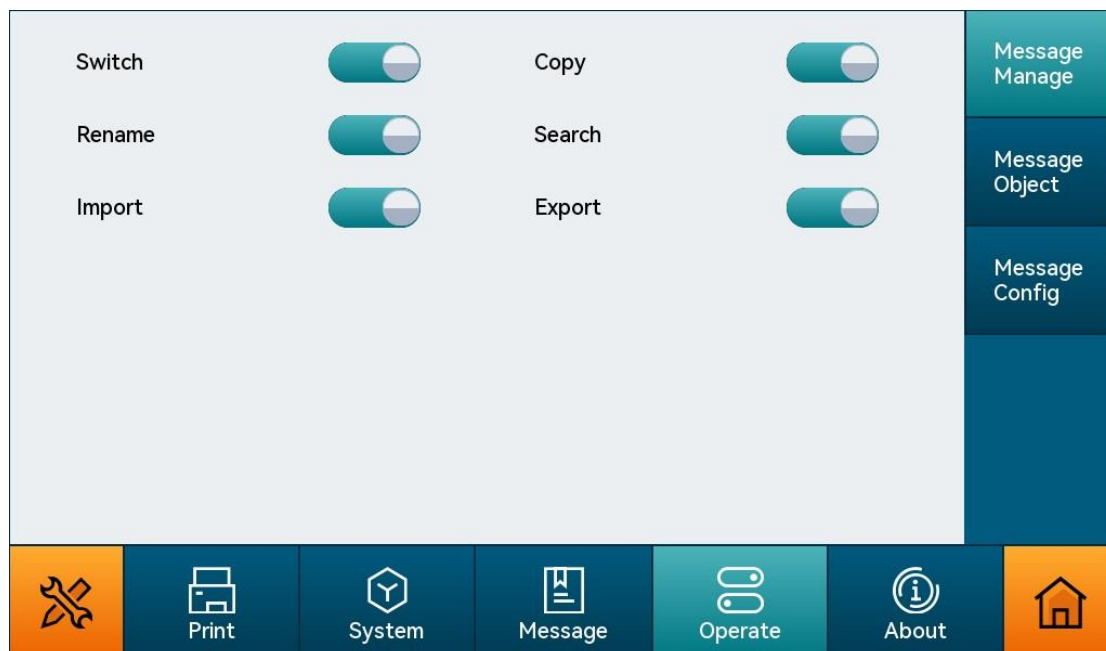 Switch
Copy
Rename
Search
Import
Export
Message
Manage
Message
Object
Message
Config
Print
System
Message
Operate
About